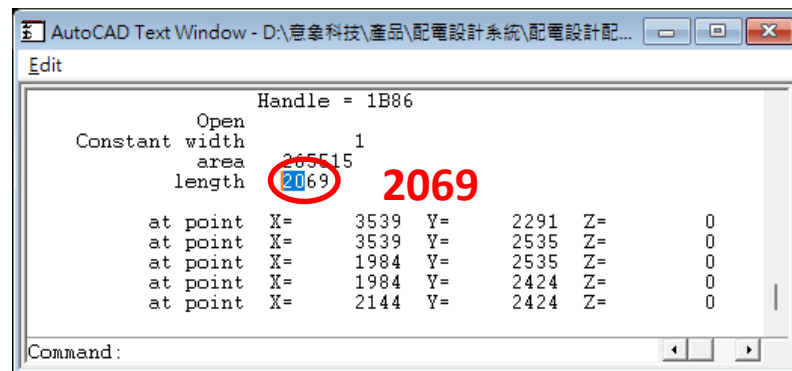 AutoCAD Text Window - D:\意象科技\產品\配電設計系統\配電設計配...
Edit
Handle = 1B86
Open
Constant width 1
area 265515
length 2069 2069
at point X= 3539 Y= 2291 Z= 0
at point X= 3539 Y= 2535 Z= 0
at point X= 1984 Y= 2535 Z= 0
at point X= 1984 Y= 2424 Z= 0
at point X= 2144 Y= 2424 Z= 0
Command: